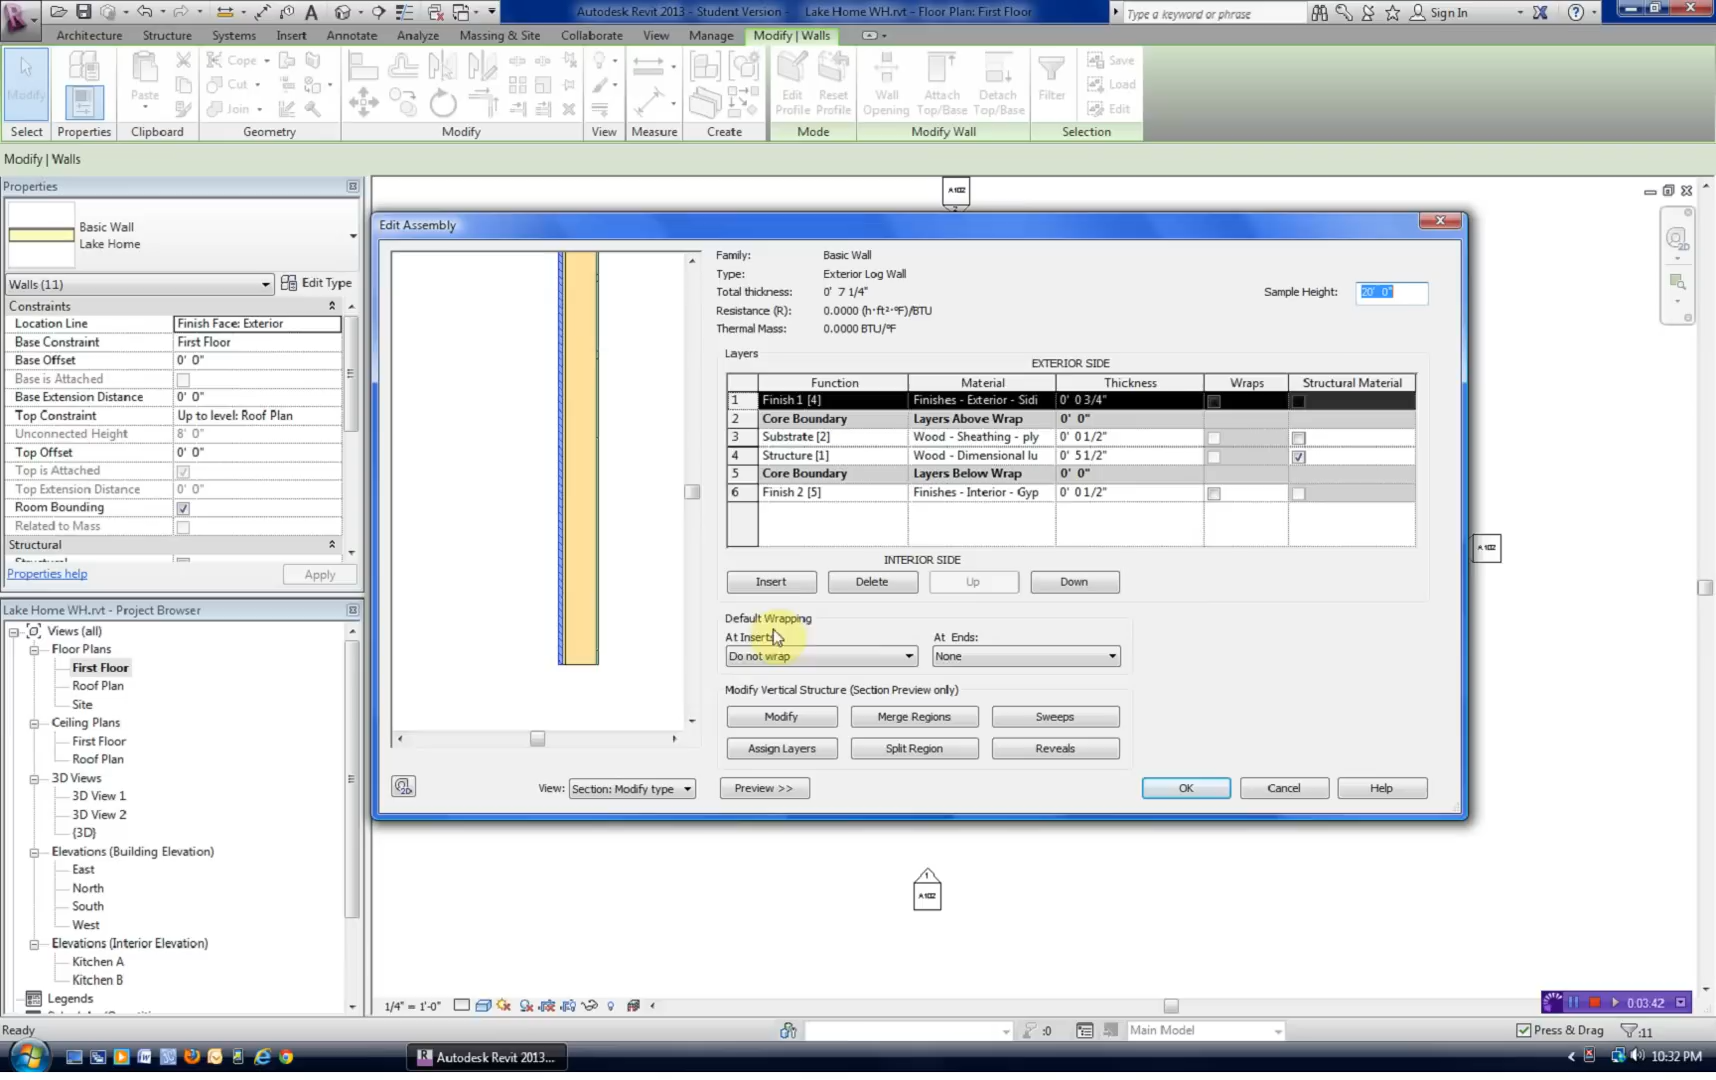 Autodesk Revit 2013 - Student Version - Lake Home WH.rvt - Floor Plan: First Floor
Type a keyword or phrase
Sign In
Architecture Structure Systems Insert Annotate Analyze Massing & Site Collaborate View Manage Modify | Walls
Modify Paste Cope Cut Join Edit Profile Reset Profile Wall Opening Attach Top/Base Detach Top/Base Filter Save Load Edit
Select Properties Clipboard Geometry Modify View Measure Create Mode Modify Wall Selection
Modify | Walls
Properties
Basic Wall
Lake Home
Walls (11) Edit Type
Constraints
Location Line Finish Face: Exterior
Base Constraint First Floor
Base Offset 0' 0"
Base is Attached
Base Extension Distance 0' 0"
Top Constraint Up to level: Roof Plan
Unconnected Height 8' 0"
Top Offset 0' 0"
Top is Attached
Top Extension Distance 0' 0"
Room Bounding
Related to Mass
Structural
Properties help Apply
Lake Home WH.rvt - Project Browser
Views (all)
Floor Plans
First Floor
Roof Plan
Site
Ceiling Plans
First Floor
Roof Plan
3D Views
3D View 1
3D View 2
{3D}
Elevations (Building Elevation)
East
North
South
West
Elevations (Interior Elevation)
Kitchen A
Kitchen B
Legends
A102
Edit Assembly
Family: Basic Wall
Type: Exterior Log Wall
Total thickness: 0' 7 1/4" Sample Height: 20' 0"
Resistance (R): 0.0000 (h·ft²·°F)/BTU
Thermal Mass: 0.0000 BTU/°F
Layers
EXTERIOR SIDE
Function Material Thickness Wraps Structural Material
1 Finish 1 [4] Finishes - Exterior - Sidi 0' 0 3/4"
2 Core Boundary Layers Above Wrap 0' 0"
3 Substrate [2] Wood - Sheathing - ply 0' 0 1/2"
4 Structure [1] Wood - Dimensional lu 0' 5 1/2"
5 Core Boundary Layers Below Wrap 0' 0"
6 Finish 2 [5] Finishes - Interior - Gyp 0' 0 1/2"
INTERIOR SIDE
Insert Delete Up Down
Default Wrapping
At Inserts At Ends:
Do not wrap None
Modify Vertical Structure (Section Preview only)
Modify Merge Regions Sweeps
Assign Layers Split Region Reveals
View: Section: Modify type Preview >> OK Cancel Help
A102
1
A102
1/4" = 1'-0"
0:03:42
Ready :0 Main Model Press & Drag :11
Autodesk Revit 2013... 10:32 PM